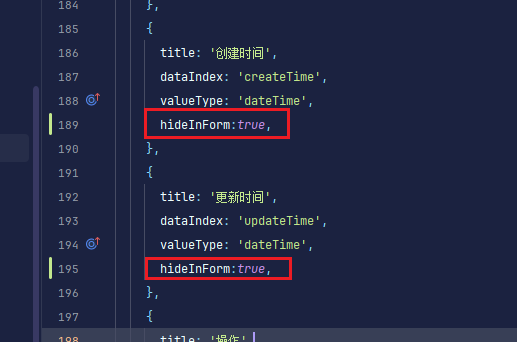 184 },
185 {
186 title: '创建时间',
187 dataIndex: 'createTime',
188 valueType: 'dateTime',
189 hideInForm:true,
190 },
191 {
192 title: '更新时间',
193 dataIndex: 'updateTime',
194 valueType: 'dateTime',
195 hideInForm:true,
196 },
197 {
198 title: '操作',